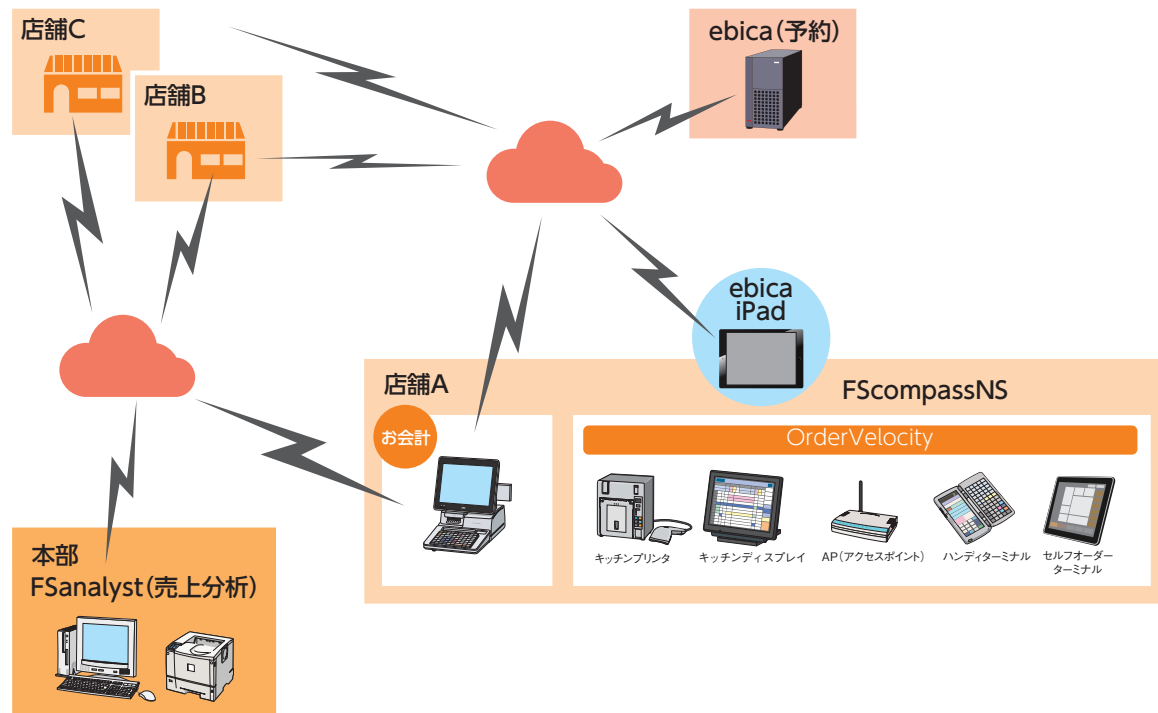 店舗C
店舗B
ebica(予約)
ebica
iPad
店舗A
FScompassNS
お会計
OrderVelocity
キッチンプリンタ
キッチンディスプレイ
AP(アクセスポイント)
ハンディターミナル
セルフオーダー
ターミナル
本部
FSanalyst(売上分析)